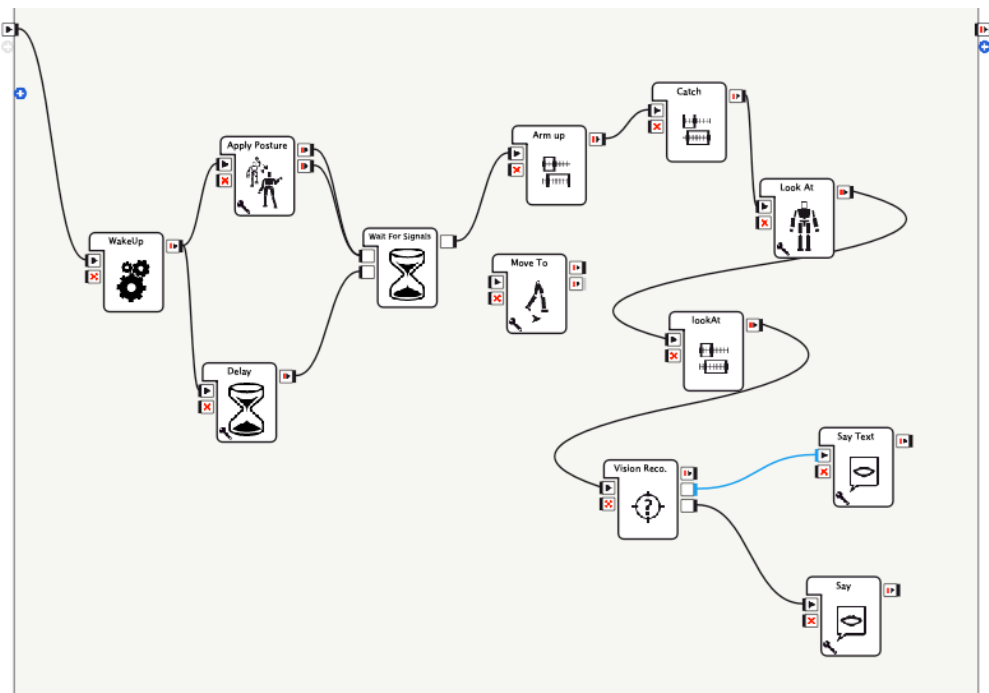 Catch
Arm up
Apply Posture
Look At
WakeUp
Wait For Signals
Move To
lookAt
Delay
Say Text
Vision Reco.
?
Say